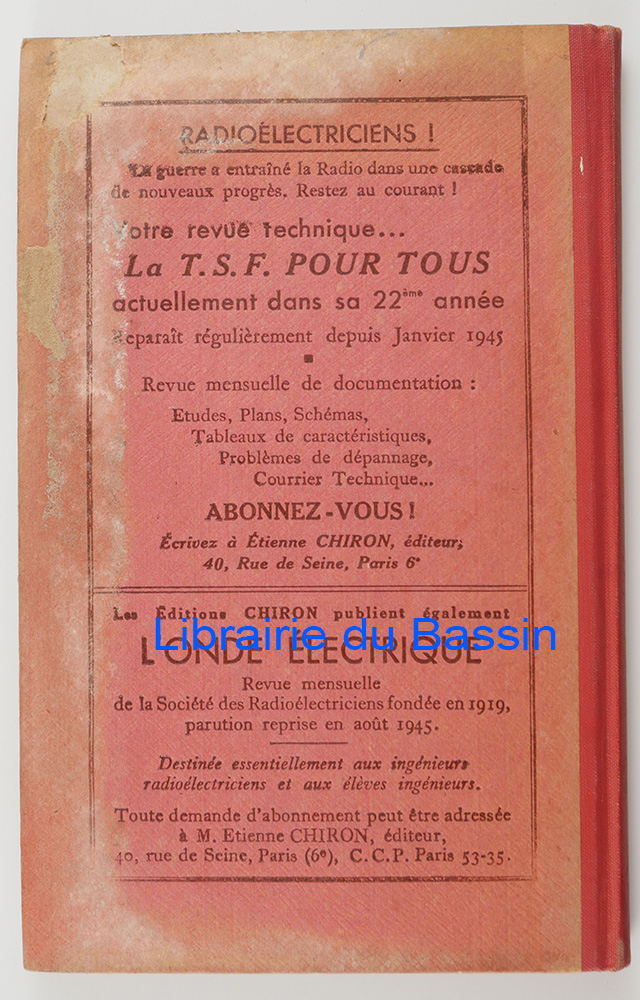 RADIOÉLECTRICIENS !
La guerre a entraîné la Radio dans une cascade
de nouveaux progrès. Restez au courant !
Votre revue technique...
La T.S.F. POUR TOUS
actuellement dans sa 22ème année
Reparaît régulièrement depuis Janvier 1945
Revue mensuelle de documentation :
Etudes, Plans, Schémas,
Tableaux de caractéristiques,
Problèmes de dépannage,
Courrier Technique...
ABONNEZ-VOUS !
Écrivez à Étienne CHIRON, éditeur,
40, Rue de Seine, Paris 6e
Les Éditions CHIRON publient également
Librairie du Bassin
L'ONDE ÉLECTRIQUE
Revue mensuelle
de la Société des Radioélectriciens fondée en 1919,
parution reprise en août 1945.
Destinée essentiellement aux ingénieurs
radioélectriciens et aux élèves ingénieurs.
Toute demande d'abonnement peut être adressée
à M. Etienne CHIRON, éditeur,
40, rue de Seine, Paris (6e), C.C.P. Paris 53-35.